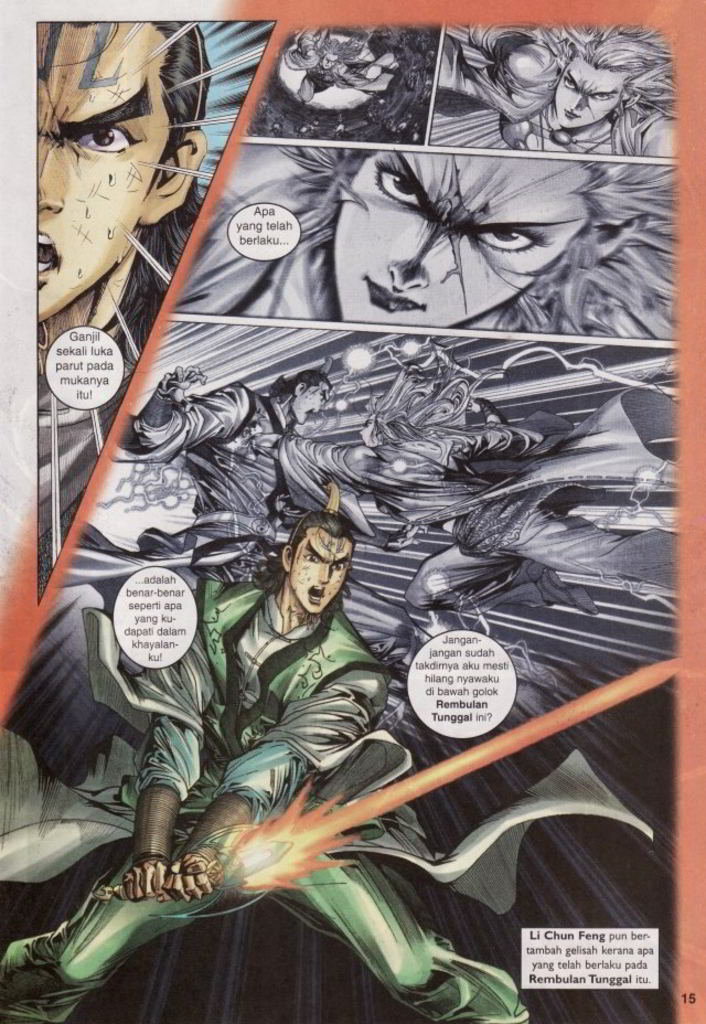 Ganjil
sekali luka
parut pada
mukanya
itu!
Apa
yang telah
berlaku...
...adalah
benar-benar
seperti apa
yang ku-
dapati dalam
khayalan-
ku!
Jangan-
jangan sudah
takdirnya aku mesti
hilang nyawaku
di bawah golok
Rembulan
Tunggal ini?
Li Chun Feng pun ber-
tambah gelisah kerana apa
yang telah berlaku pada
Rembulan Tunggal itu.
15